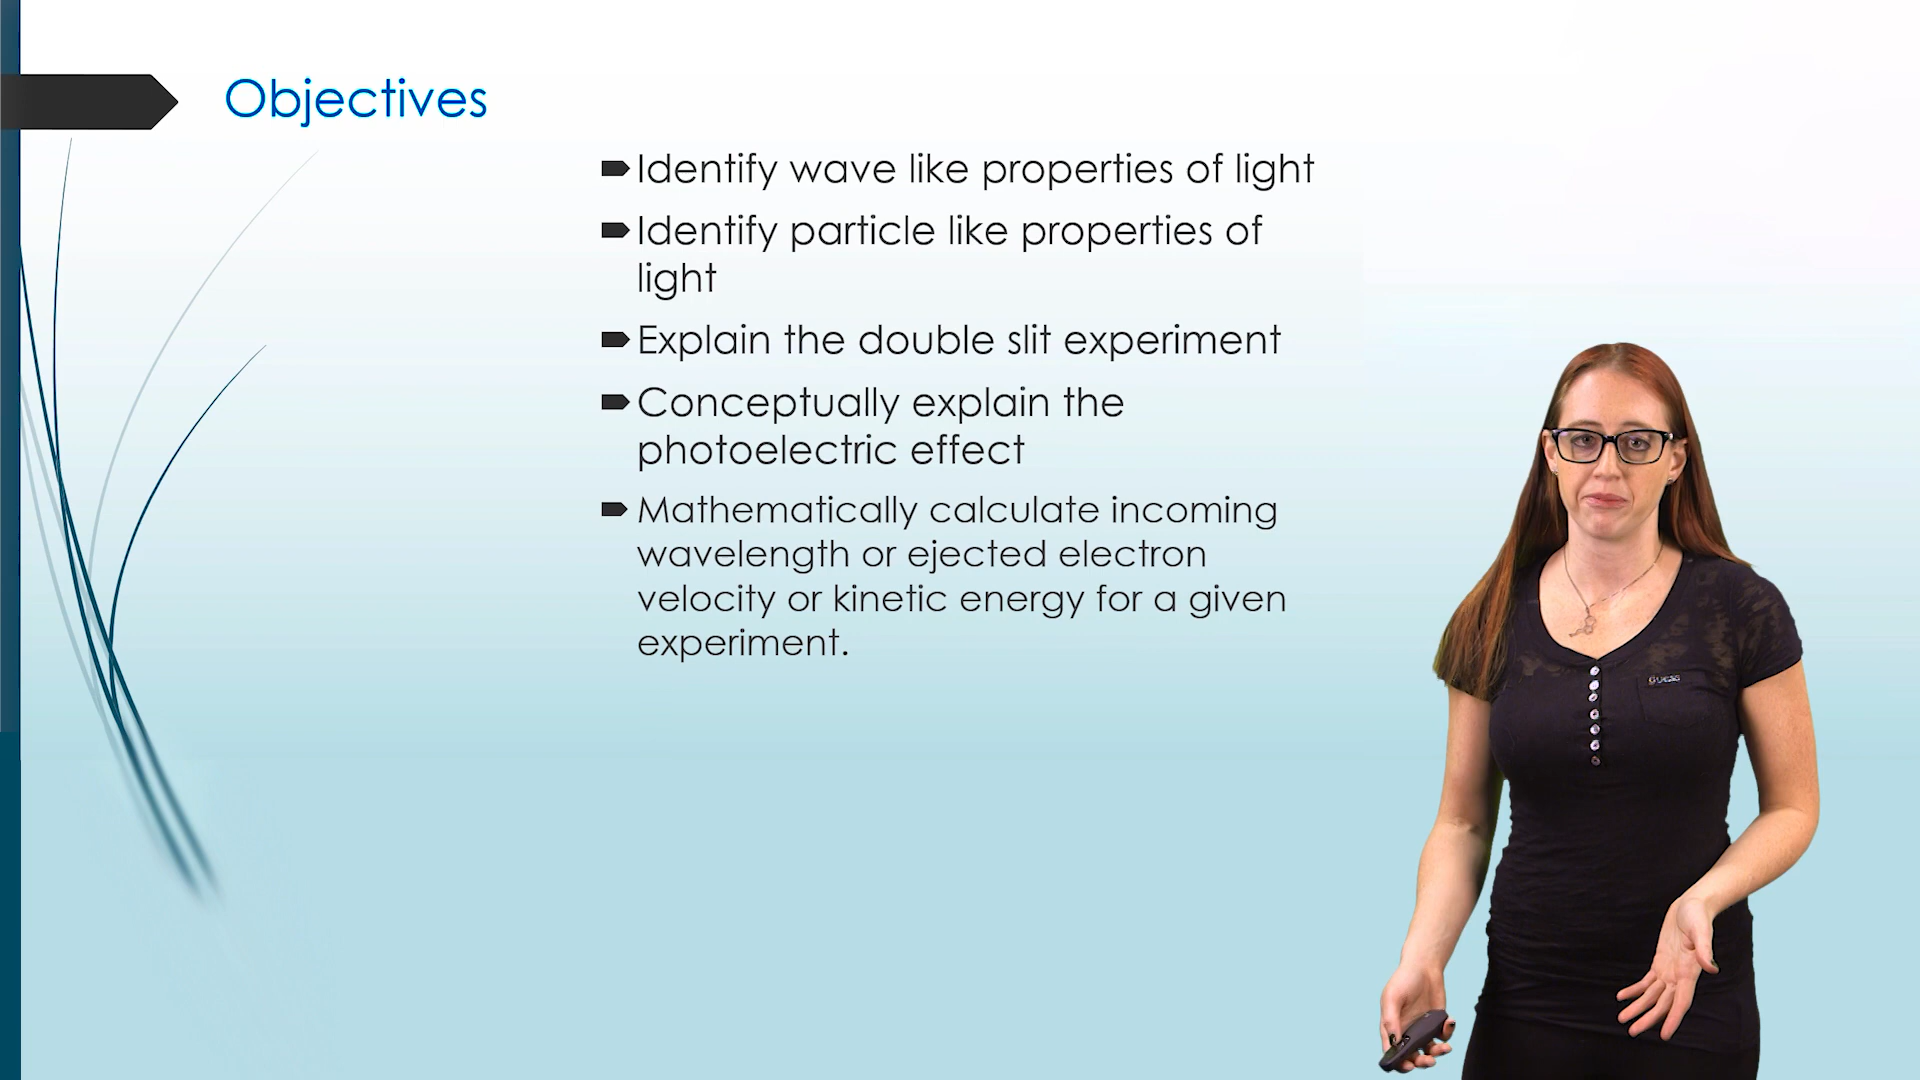 Objectives
Identify wave like properties of light
Identify particle like properties of
light
Explain the double slit experiment
Conceptually explain the
photoelectric effect
Mathematically calculate incoming
wavelength or ejected electron
velocity or kinetic energy for a given
experiment.
GUESS